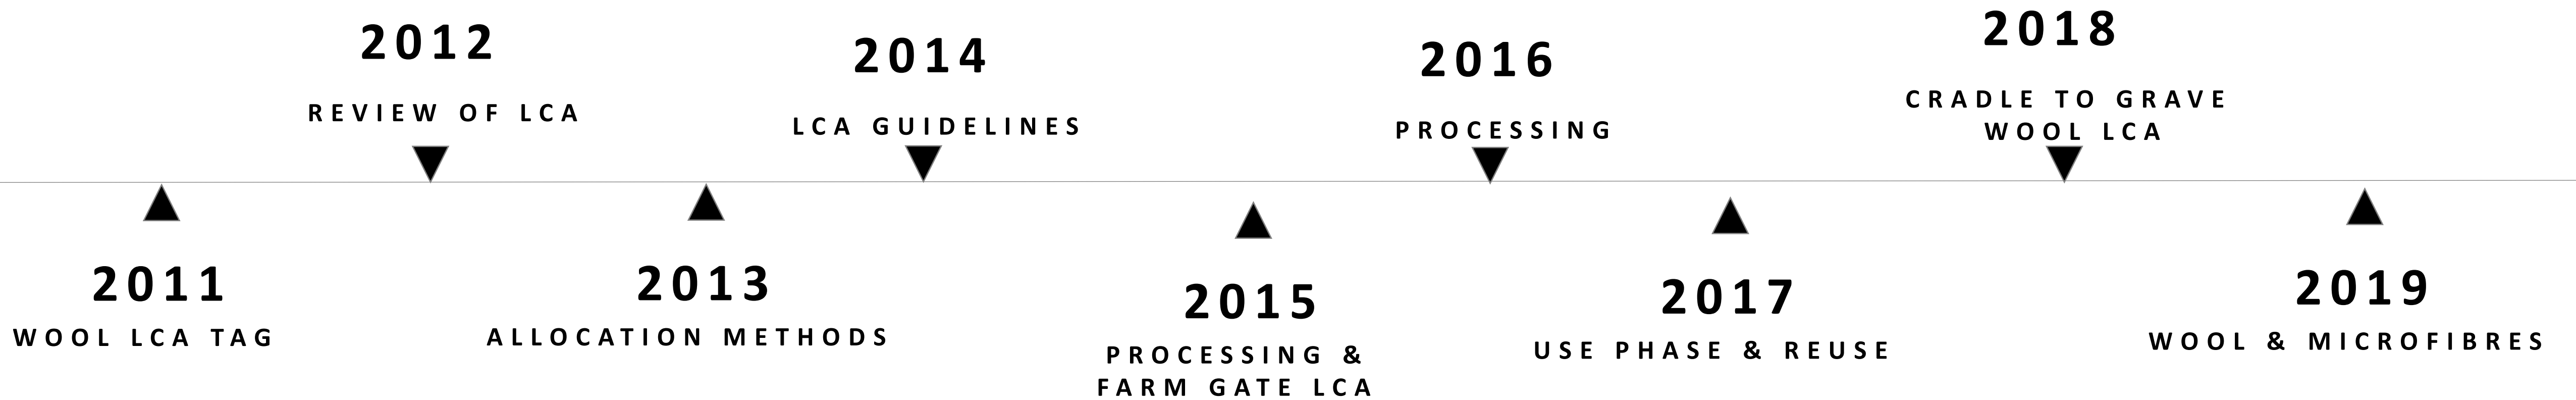 2011
WOOL LCA TAG
2012
REVIEW OF LCA
2013
ALLOCATION METHODS
2014
LCA GUIDELINES
2015
PROCESSING &
FARM GATE LCA
2016
PROCESSING
2017
USE PHASE & REUSE
2018
CRADLE TO GRAVE
WOOL LCA
2019
WOOL & MICROFIBRES